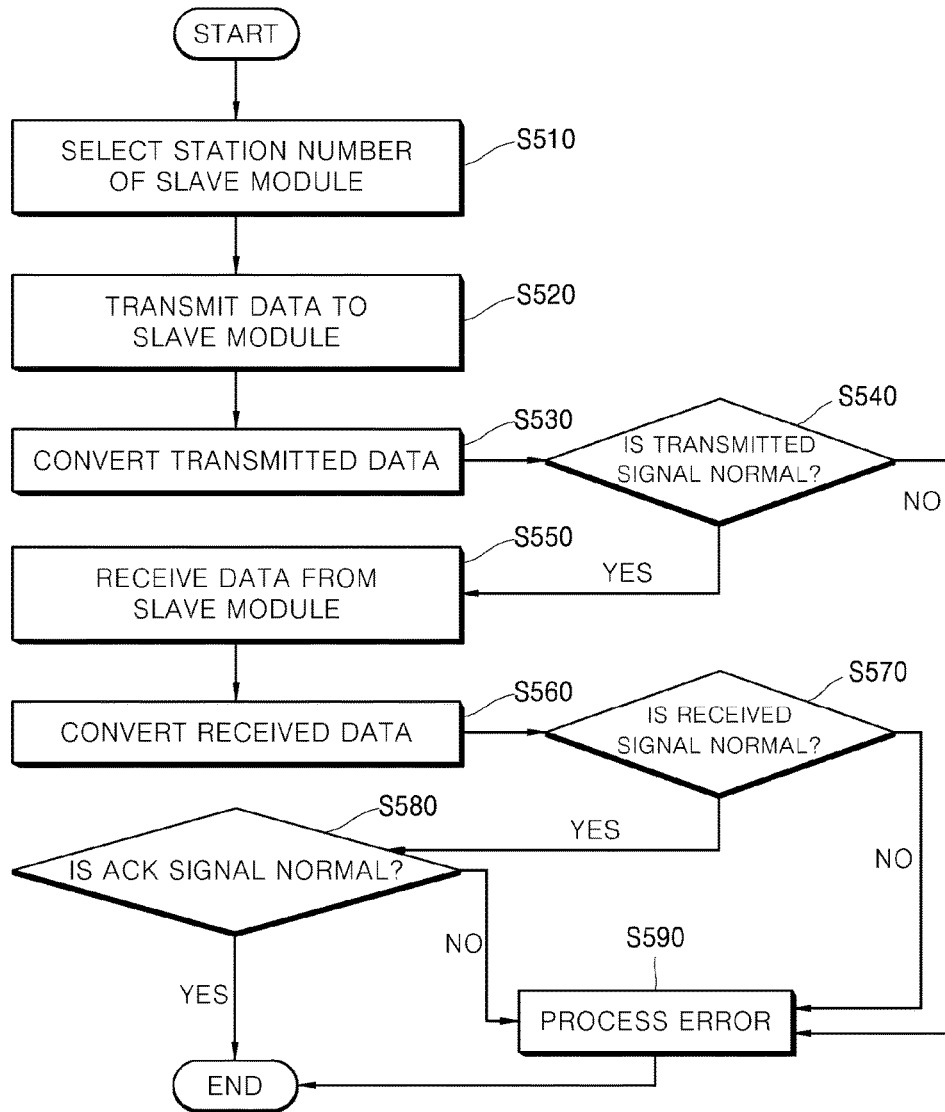 START
SELECT STATION NUMBER
OF SLAVE MODULE
S510
TRANSMIT DATA TO
SLAVE MODULE
S520
CONVERT TRANSMITTED DATA
S530
IS TRANSMITTED
SIGNAL NORMAL?
S540
NO
YES
RECEIVE DATA FROM
SLAVE MODULE
S550
CONVERT RECEIVED DATA
S560
IS RECEIVED
SIGNAL NORMAL?
S570
YES
NO
IS ACK SIGNAL NORMAL?
S580
NO
YES
S590
PROCESS ERROR
END